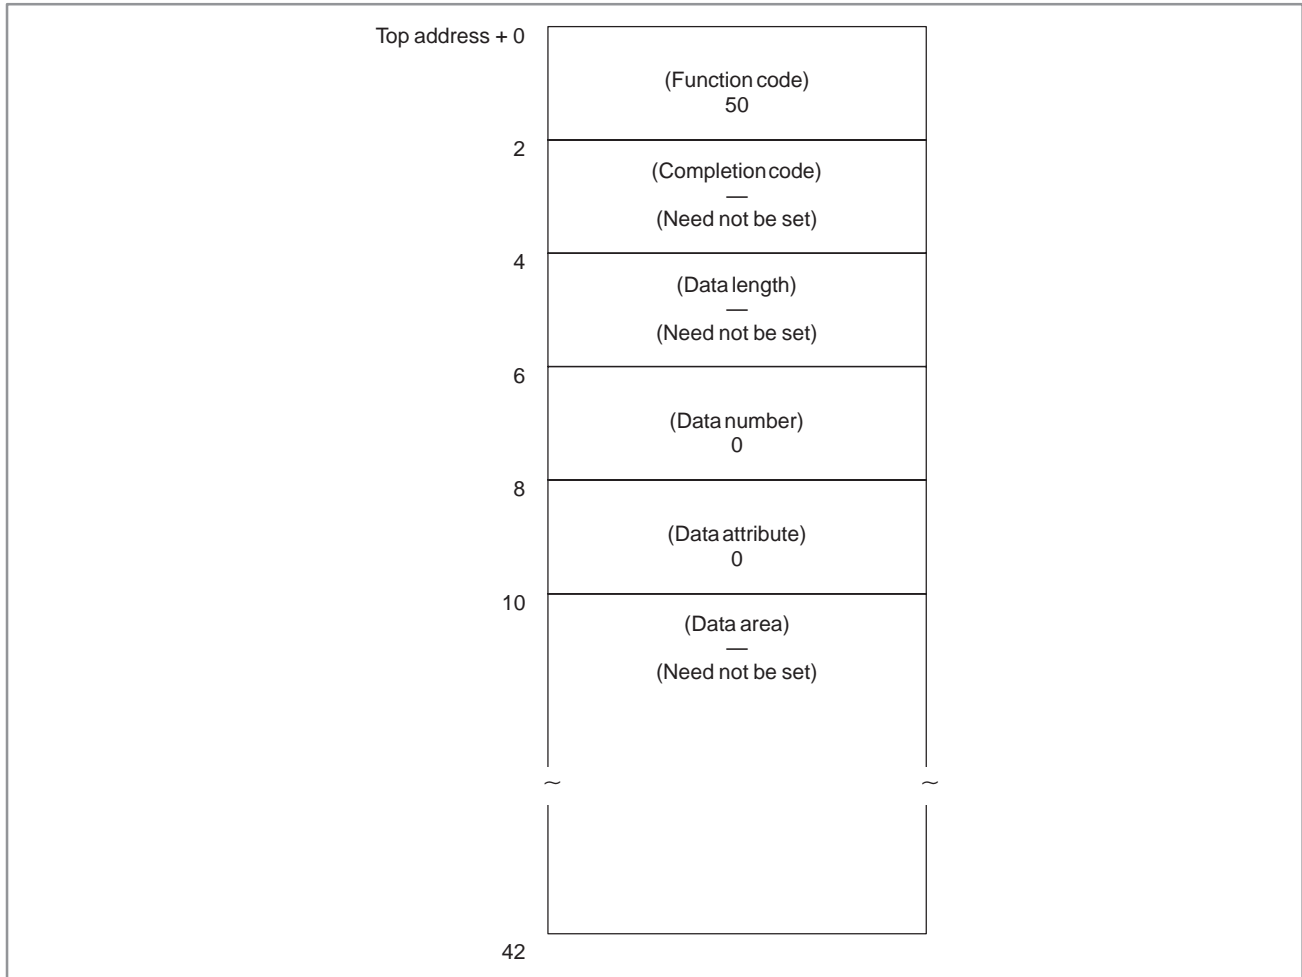 Top address + 0
(Function code)
50
2
(Completion code)
—
(Need not be set)
4
(Data length)
—
(Need not be set)
6
(Data number)
0
8
(Data attribute)
0
10
(Data area)
—
(Need not be set)
~ ~
42